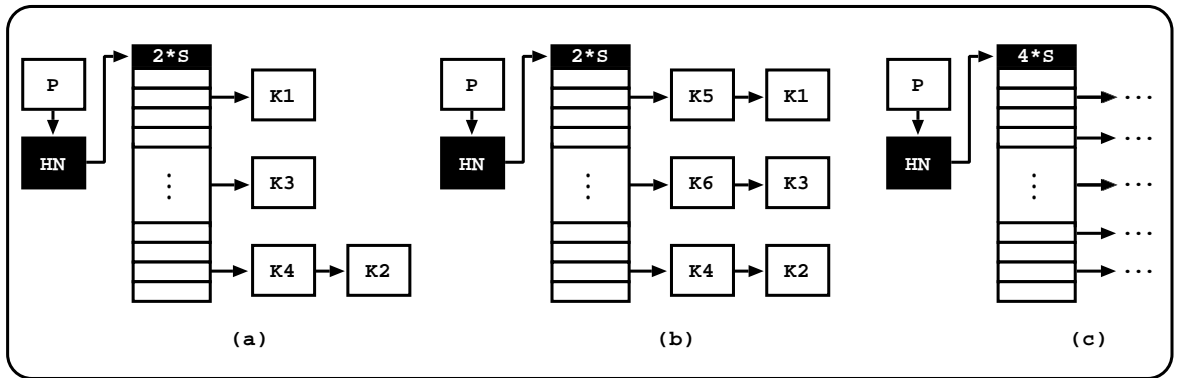 2*S
P
K1
HN
K3
K4
K2
(a)
2*S
P
K5
K1
HN
K6
K3
K4
K2
(b)
4*S
P
...
...
HN
...
...
...
(c)